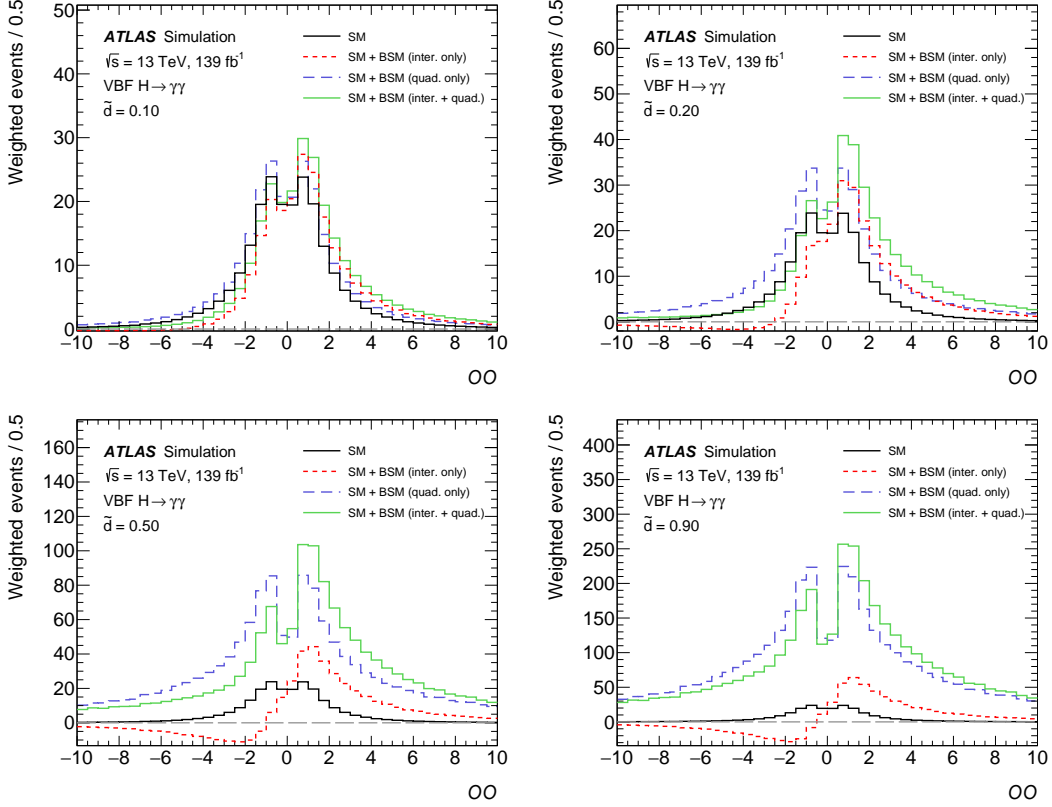 Weighted events / 0.5
50
40
30
20
10
0
ATLAS Simulation
√s = 13 TeV, 139 fb⁻¹
VBF H→γγ
d̃ = 0.10
SM
SM + BSM (inter. only)
SM + BSM (quad. only)
SM + BSM (inter. + quad.)
−10 −8 −6 −4 −2 0 2 4 6 8 10
OO
Weighted events / 0.5
60
50
40
30
20
10
0
ATLAS Simulation
√s = 13 TeV, 139 fb⁻¹
VBF H→γγ
d̃ = 0.20
SM
SM + BSM (inter. only)
SM + BSM (quad. only)
SM + BSM (inter. + quad.)
−10 −8 −6 −4 −2 0 2 4 6 8 10
OO
Weighted events / 0.5
160
140
120
100
80
60
40
20
0
ATLAS Simulation
√s = 13 TeV, 139 fb⁻¹
VBF H→γγ
d̃ = 0.50
SM
SM + BSM (inter. only)
SM + BSM (quad. only)
SM + BSM (inter. + quad.)
−10 −8 −6 −4 −2 0 2 4 6 8 10
OO
Weighted events / 0.5
400
350
300
250
200
150
100
50
0
ATLAS Simulation
√s = 13 TeV, 139 fb⁻¹
VBF H→γγ
d̃ = 0.90
SM
SM + BSM (inter. only)
SM + BSM (quad. only)
SM + BSM (inter. + quad.)
−10 −8 −6 −4 −2 0 2 4 6 8 10
OO